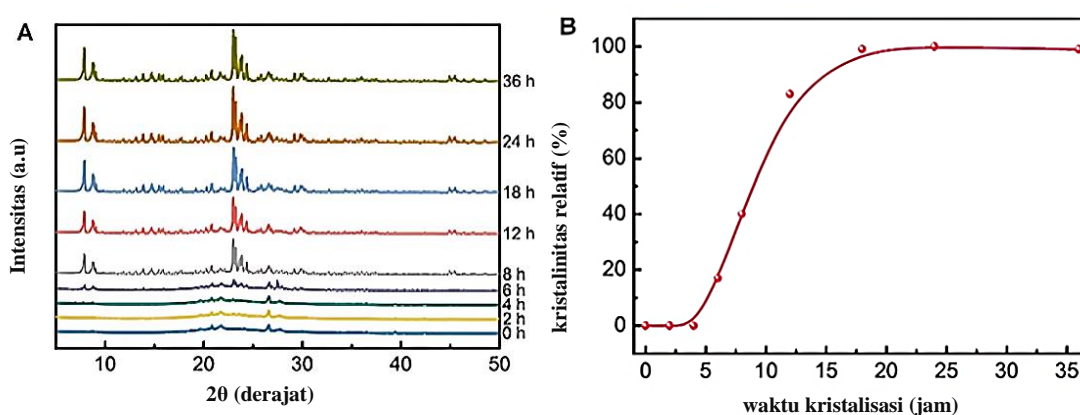 A
Intensitas (a.u)
36 h
24 h
18 h
12 h
8 h
6 h
4 h
2 h
0 h
10 20 30 40 50
2θ (derajat)
B
kristalinitas relatif (%)
100
80
60
40
20
0
0 5 10 15 20 25 30 35
waktu kristalisasi (jam)